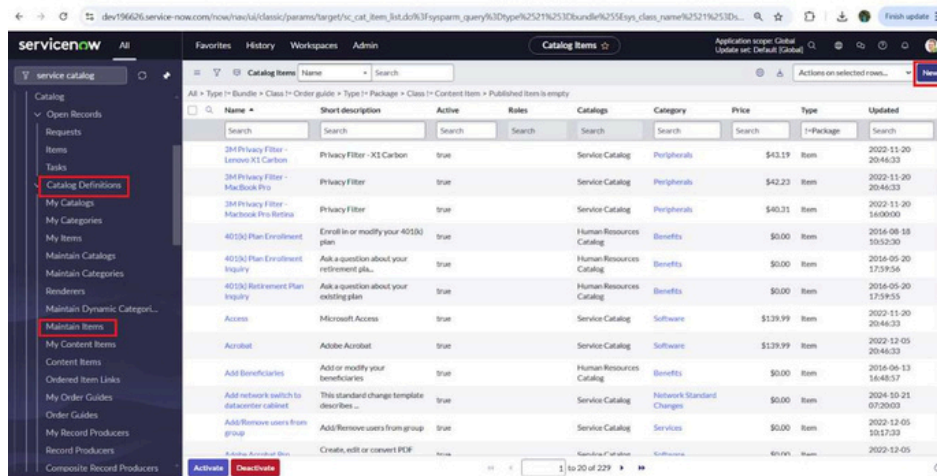 dev196626.service-now.com/now/nav/ui/classic/params/target/sc_cat_item_list.do%3Fsysparm_query%3Dtype%2521%253Dbundle%255Esys_class_name%2521%253Ds...
Finish update
servicenow All Favorites History Workspaces Admin Catalog Items Application scope: Global
Update set: Default [Global]
service catalog
Catalog Items Name Search Actions on selected rows... New
All > Type != Bundle > Class != Order guide > Type != Package > Class != Content Item > Published Item is empty
Catalog
Open Records
Requests
Items
Tasks
Catalog Definitions
My Catalogs
My Categories
My Items
Maintain Catalogs
Maintain Categories
Renderers
Maintain Dynamic Categori...
Maintain Items
My Content Items
Content Items
Ordered Item Links
My Order Guides
Order Guides
My Record Producers
Record Producers
Composite Record Producers
Name Short description Active Roles Catalogs Category Price Type Updated
Search Search Search Search Search Search Search !=Package Search
3M Privacy Filter - Lenovo X1 Carbon Privacy Filter - X1 Carbon true Service Catalog Peripherals $43.19 Item 2022-11-20 20:46:33
3M Privacy Filter - MacBook Pro Privacy Filter true Service Catalog Peripherals $42.23 Item 2022-11-20 20:46:33
3M Privacy Filter - Macbook Pro Retina Privacy Filter true Service Catalog Peripherals $40.31 Item 2022-11-20 16:00:00
401(k) Plan Enrollment Enroll in or modify your 401(k) plan true Human Resources Catalog Benefits $0.00 Item 2016-08-18 10:52:30
401(k) Plan Enrollment Inquiry Ask a question about your retirement pla... true Human Resources Catalog Benefits $0.00 Item 2016-05-20 17:59:56
401(k) Retirement Plan Inquiry Ask a question about your existing plan true Human Resources Catalog Benefits $0.00 Item 2016-05-20 17:59:55
Access Microsoft Access true Service Catalog Software $139.99 Item 2022-11-20 20:46:33
Acrobat Adobe Acrobat true Service Catalog Software $139.99 Item 2022-12-05 20:46:33
Add Beneficiaries Add or modify your beneficiaries true Human Resources Catalog Benefits $0.00 Item 2016-06-13 16:48:57
Add network switch to datacenter cabinet This standard change template describes ... true Service Catalog Network Standard Changes $0.00 Item 2024-10-21 07:20:03
Add/Remove users from group Add/Remove users from group true Service Catalog Services $0.00 Item 2022-12-05 10:17:33
Adobe Acrobat Pro Create, edit or convert PDF true Service Catalog Software $0.00 Item 2022-12-05
Activate Deactivate 1 to 20 of 229